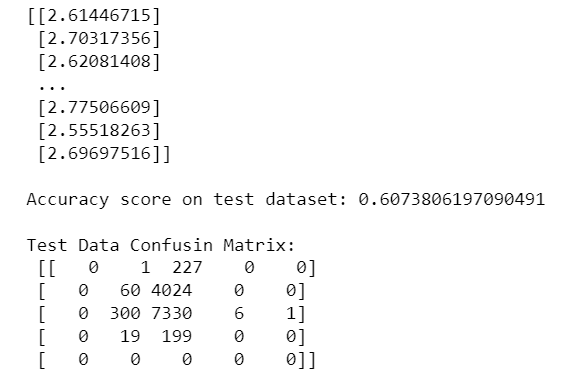 [[2.61446715]
[2.70317356]
[2.62081408]
...
[2.77506609]
[2.55518263]
[2.69697516]]
Accuracy score on test dataset: 0.6073806197090491
Test Data Confusin Matrix:
[[ 0 1 227 0 0]
[ 0 60 4024 0 0]
[ 0 300 7330 6 1]
[ 0 19 199 0 0]
[ 0 0 0 0 0]]